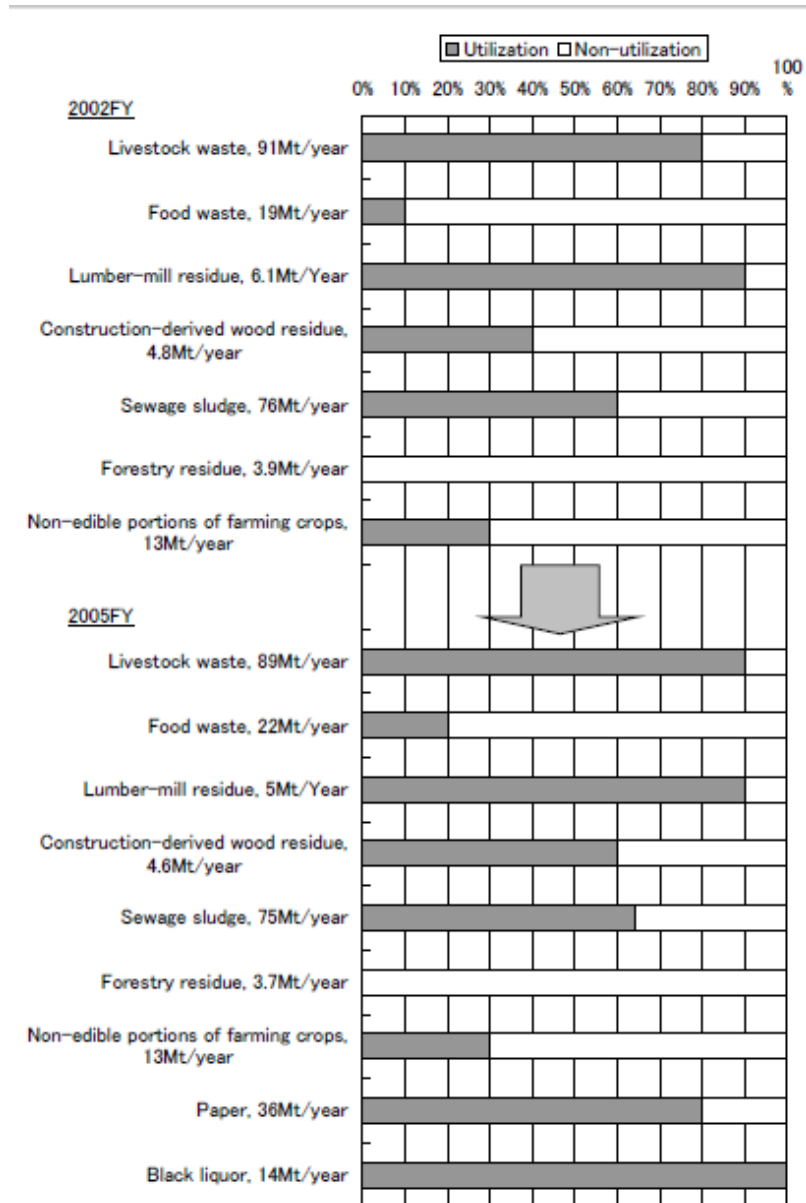 Utilization Non-utilization
100
0% 10% 20% 30% 40% 50% 60% 70% 80% 90% %
2002FY
Livestock waste, 91Mt/year
Food waste, 19Mt/year
Lumber-mill residue, 6.1Mt/Year
Construction-derived wood residue,
4.8Mt/year
Sewage sludge, 76Mt/year
Forestry residue, 3.9Mt/year
Non-edible portions of farming crops,
13Mt/year
2005FY
Livestock waste, 89Mt/year
Food waste, 22Mt/year
Lumber-mill residue, 5Mt/Year
Construction-derived wood residue,
4.6Mt/year
Sewage sludge, 75Mt/year
Forestry residue, 3.7Mt/year
Non-edible portions of farming crops,
13Mt/year
Paper, 36Mt/year
Black liquor, 14Mt/year